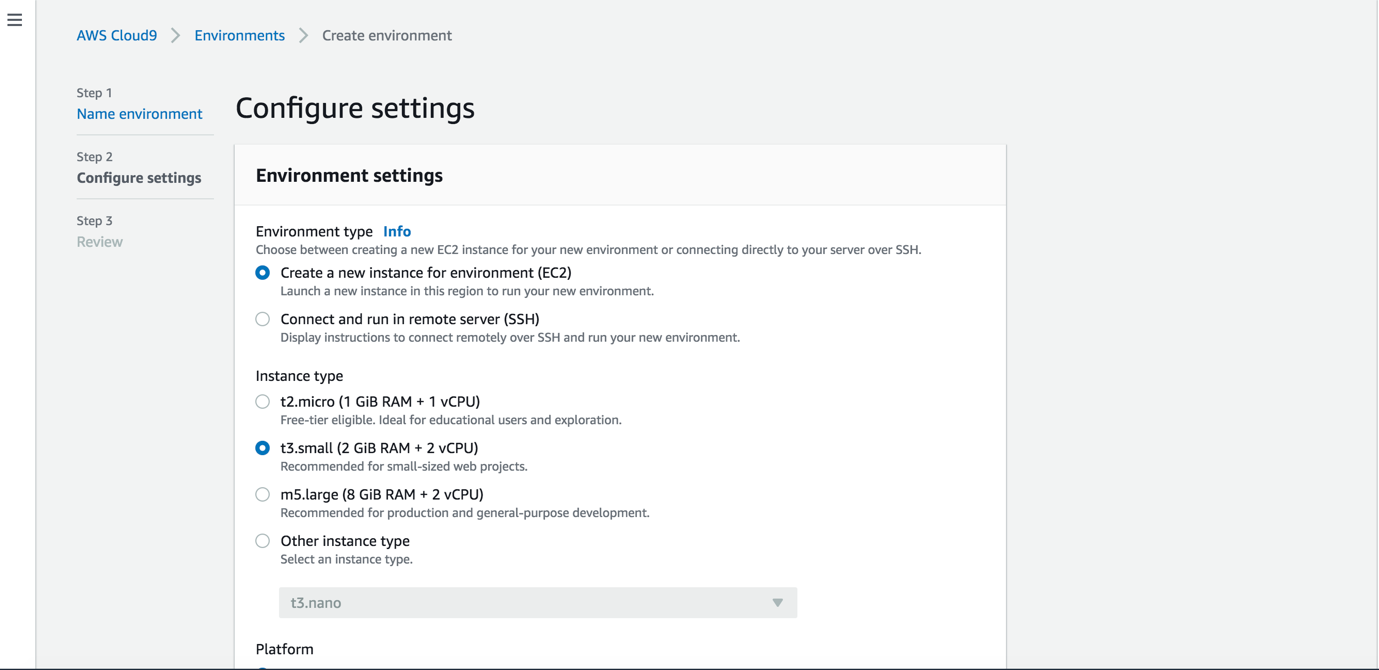 AWS Cloud9 > Environments > Create environment
Step 1
Name environment
Step 2
Configure settings
Step 3
Review
Configure settings
Environment settings
Environment type Info
Choose between creating a new EC2 instance for your new environment or connecting directly to your server over SSH.
Create a new instance for environment (EC2)
Launch a new instance in this region to run your new environment.
Connect and run in remote server (SSH)
Display instructions to connect remotely over SSH and run your new environment.
Instance type
t2.micro (1 GiB RAM + 1 vCPU)
Free-tier eligible. Ideal for educational users and exploration.
t3.small (2 GiB RAM + 2 vCPU)
Recommended for small-sized web projects.
m5.large (8 GiB RAM + 2 vCPU)
Recommended for production and general-purpose development.
Other instance type
Select an instance type.
t3.nano
Platform